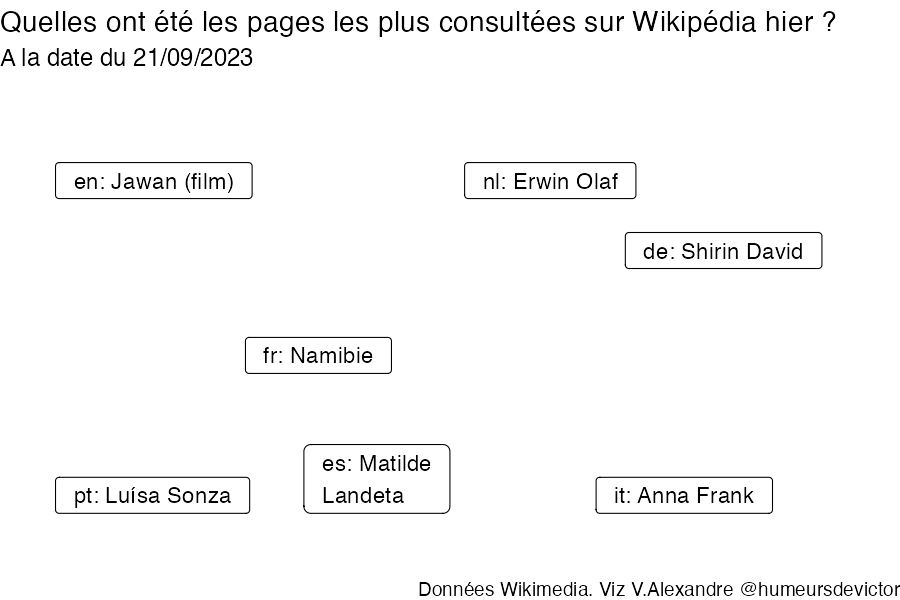 Quelles ont été les pages les plus consultées sur Wikipédia hier ?
A la date du 21/09/2023
en: Jawan (film)
nl: Erwin Olaf
de: Shirin David
fr: Namibie
es: Matilde
Landeta
pt: Luísa Sonza
it: Anna Frank
Données Wikimedia. Viz V.Alexandre @humeursdevictor